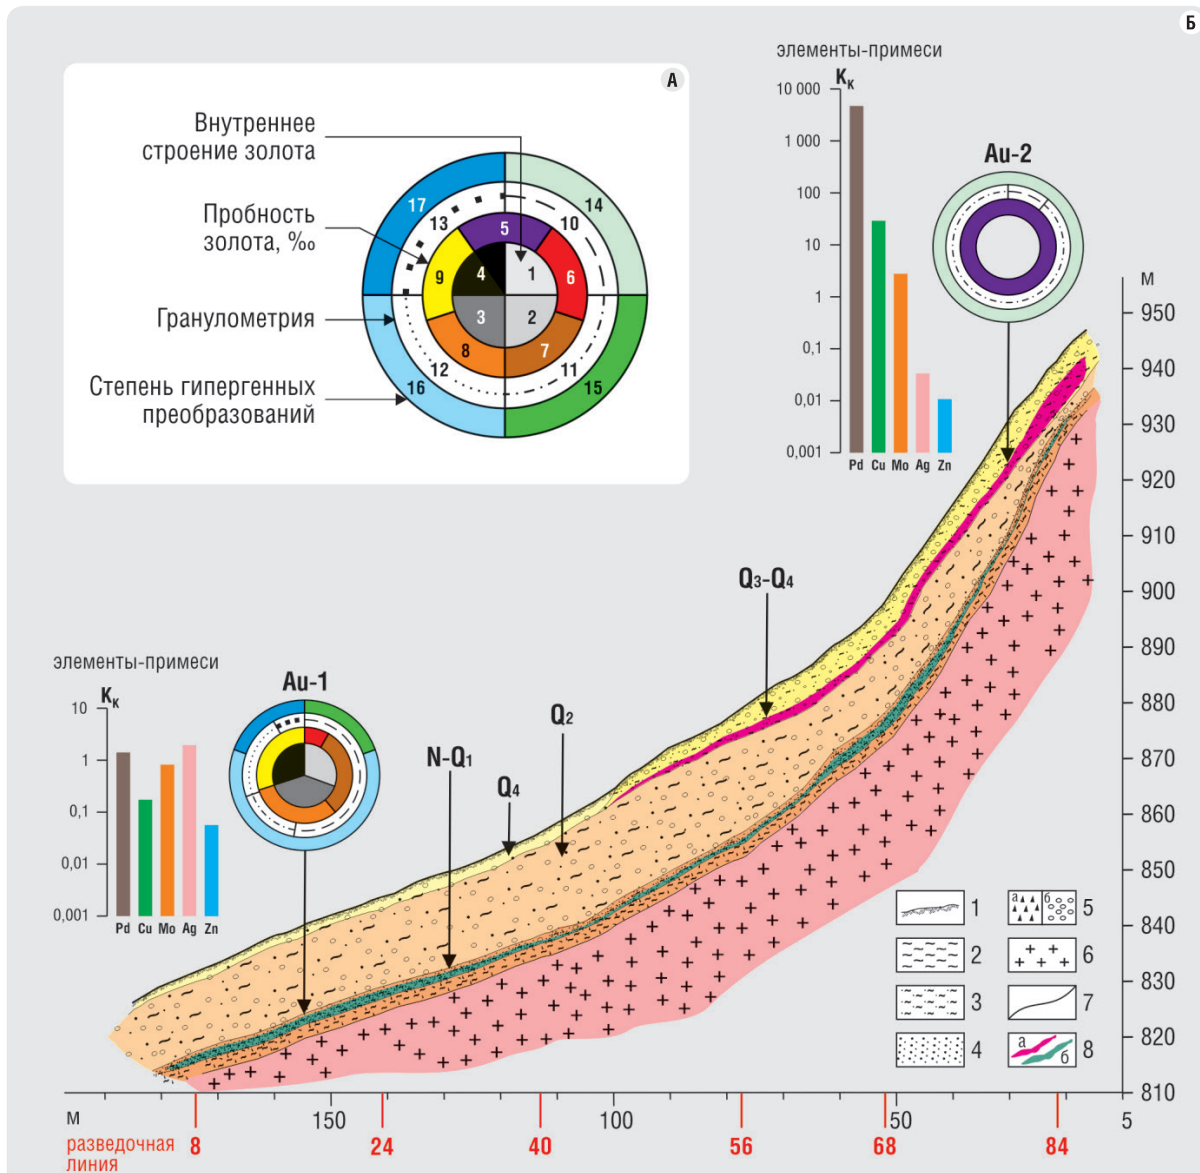 Б
элементы-примеси
Kк
10 000
1 000
100
10
1
0,1
0,01
0,001
Pd Cu Mo Ag Zn
Au-2
А
Внутреннее
строение золота
Пробность
золота, ‰
Гранулометрия
Степень гипергенных
преобразований
17
13
10
14
5
9
4
1
6
3
2
8
7
12
11
16
15
М
950
940
930
920
910
900
890
880
870
860
850
840
830
820
810
Q3-Q4
Q2
N-Q1
Q4
элементы-примеси
Kк
10
1
0,1
0,01
0,001
Pd Cu Mo Ag Zn
Au-1
1
2
3
4
а б 5
6
7
а б 8
М 150 100 50 5
разведочная
линия
8 24 40 56 68 84